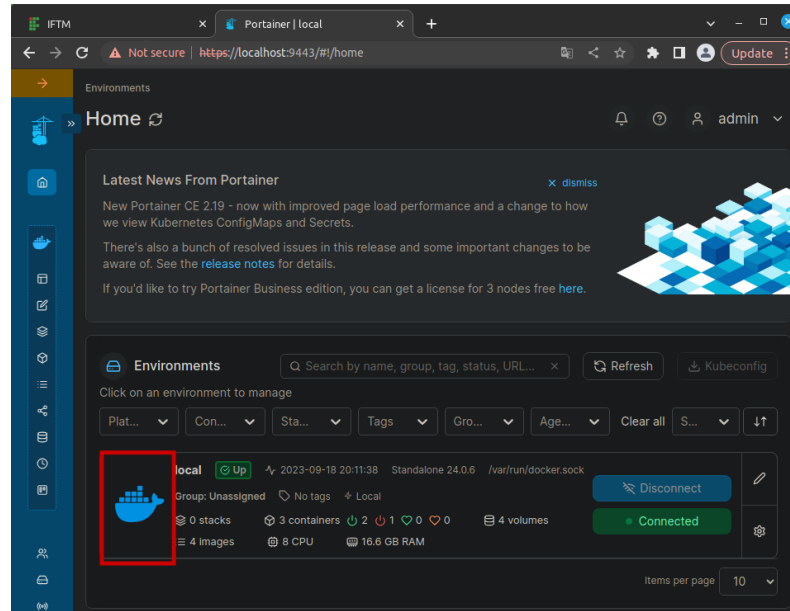 IFTM
Portainer | local
Not secure | https://localhost:9443/#!/home
Update
Environments
Home
admin
Latest News From Portainer
dismiss
New Portainer CE 2.19 - now with improved page load performance and a change to how
we view Kubernetes ConfigMaps and Secrets.
There's also a bunch of resolved issues in this release and some important changes to be
aware of. See the release notes for details.
If you'd like to try Portainer Business edition, you can get a license for 3 nodes free here.
Environments
Search by name, group, tag, status, URL...
Refresh
Kubeconfig
Click on an environment to manage
Plat... Con... Sta... Tags Gro... Age... Clear all S...
local Up 2023-09-18 20:11:38 Standalone 24.0.6 /var/run/docker.sock
Group: Unassigned No tags Local
Disconnect
0 stacks 3 containers 2 1 0 0 4 volumes
Connected
4 images 8 CPU 16.6 GB RAM
Items per page 10